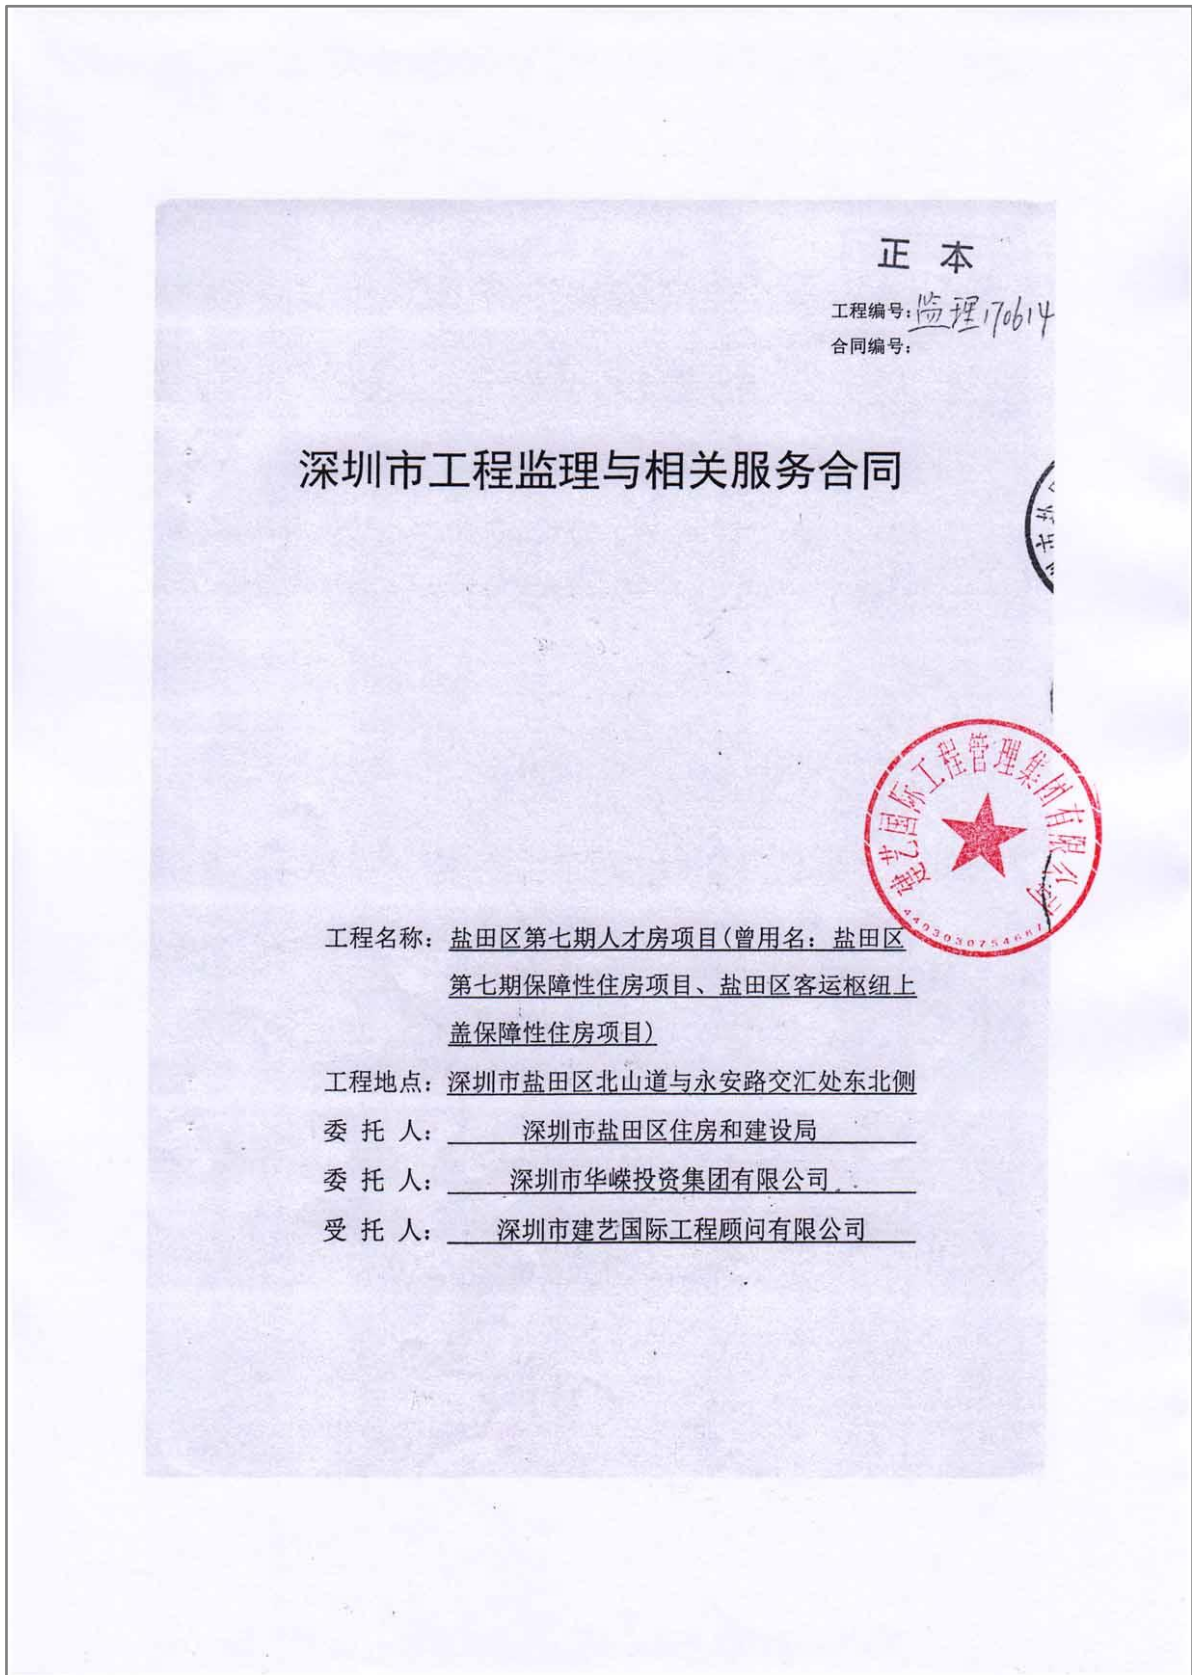 正 本
工程编号：监理170614
合同编号：
深圳市工程监理与相关服务合同
建艺国际工程管理集团有限公司
工程名称：盐田区第七期人才房项目(曾用名：盐田区
第七期保障性住房项目、盐田区客运枢纽上
盖保障性住房项目)
工程地点：深圳市盐田区北山道与永安路交汇处东北侧
委 托 人：深圳市盐田区住房和建设局
委 托 人：深圳市华嵘投资集团有限公司
受 托 人：深圳市建艺国际工程顾问有限公司